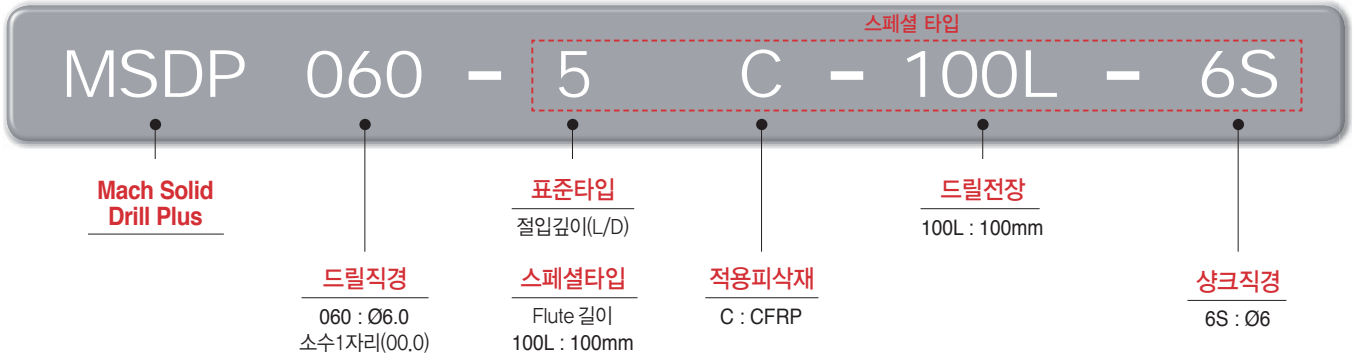 스페셜 타입
MSDP 060 - 5 C - 100L - 6S
Mach Solid
Drill Plus
드릴직경
060 : Ø6.0
소수1자리(00.0)
표준타입
절입깊이(L/D)
스페셜타입
Flute 길이
100L : 100mm
적용피삭재
C : CFRP
드릴전장
100L : 100mm
샹크직경
6S : Ø6